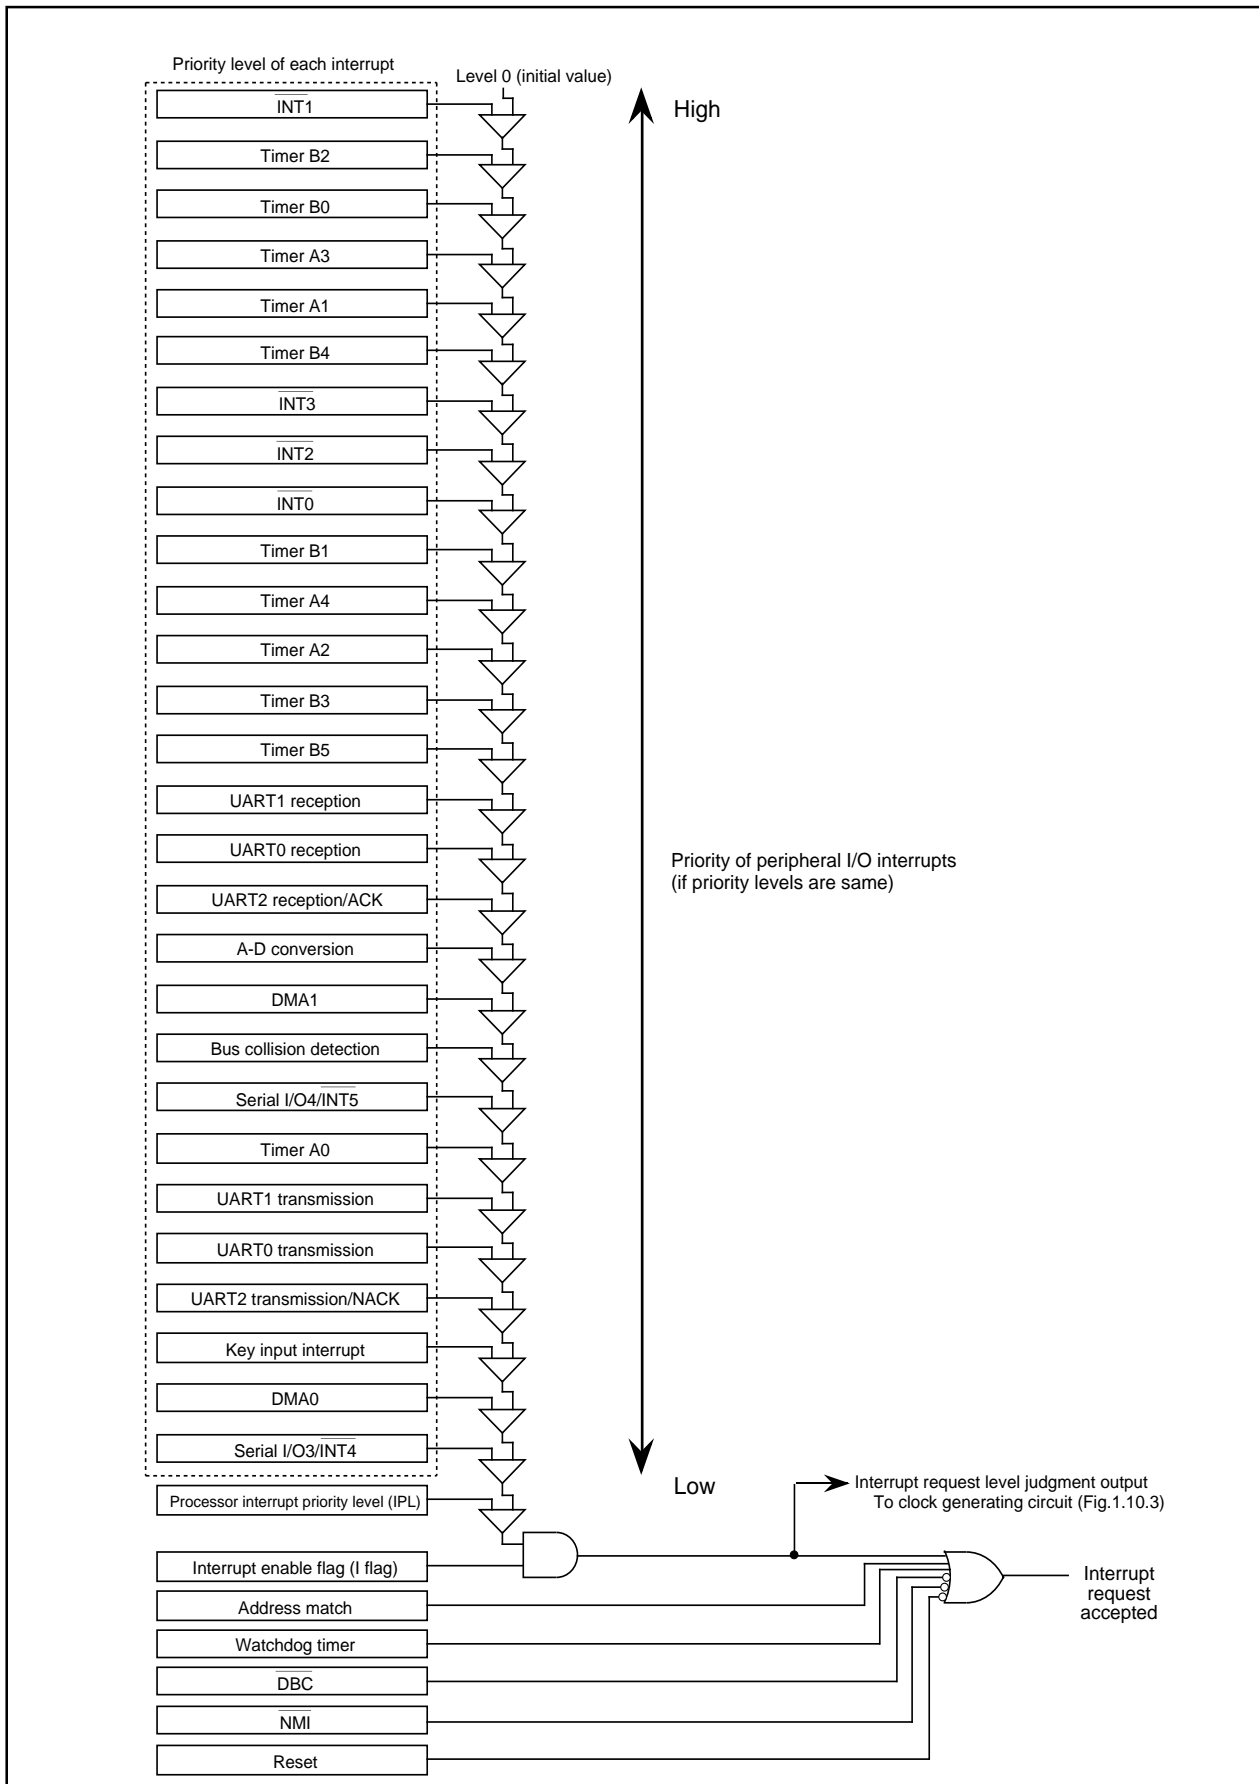 Priority level of each interrupt
Level 0 (initial value)
INT1
High
Timer B2
Timer B0
Timer A3
Timer A1
Timer B4
INT3
INT2
INT0
Timer B1
Timer A4
Timer A2
Timer B3
Timer B5
UART1 reception
UART0 reception
Priority of peripheral I/O interrupts
(if priority levels are same)
UART2 reception/ACK
A-D conversion
DMA1
Bus collision detection
Serial I/O4/INT5
Timer A0
UART1 transmission
UART0 transmission
UART2 transmission/NACK
Key input interrupt
DMA0
Serial I/O3/INT4
Low
Interrupt request level judgment output
To clock generating circuit (Fig.1.10.3)
Processor interrupt priority level (IPL)
Interrupt enable flag (I flag)
Interrupt
request
accepted
Address match
Watchdog timer
DBC
NMI
Reset